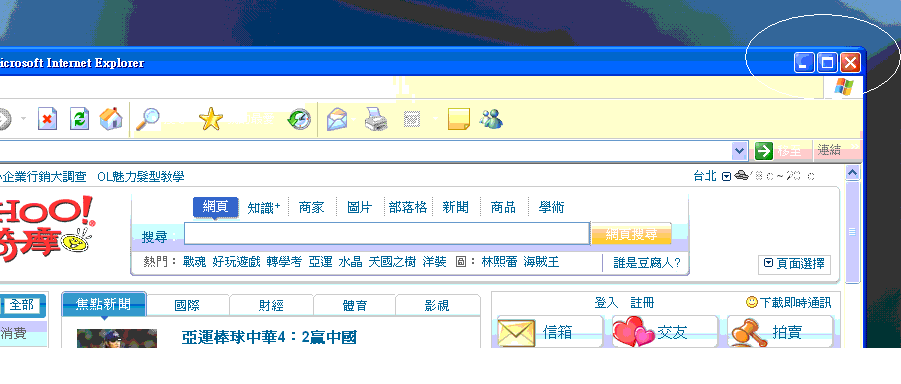 icrosoft Internet Explorer
移至 連結
企業行銷大調查 OL魅力髮型教學
台北 18 c ~ 20 c
HOO!
奇摩
網頁 知識+ 商家 圖片 部落格 新聞 商品 學術
搜尋： 網頁搜尋
熱門： 戰魂 好玩遊戲 轉學考 亞運 水晶 天國之樹 洋裝 圖： 林熙蕾 海賊王 誰是豆腐人?
頁面選擇
全部 焦點新聞 國際 財經 體育 影視
登入 註冊 下載即時通訊
消費
亞運棒球中華4：2贏中國
信箱 交友 拍賣